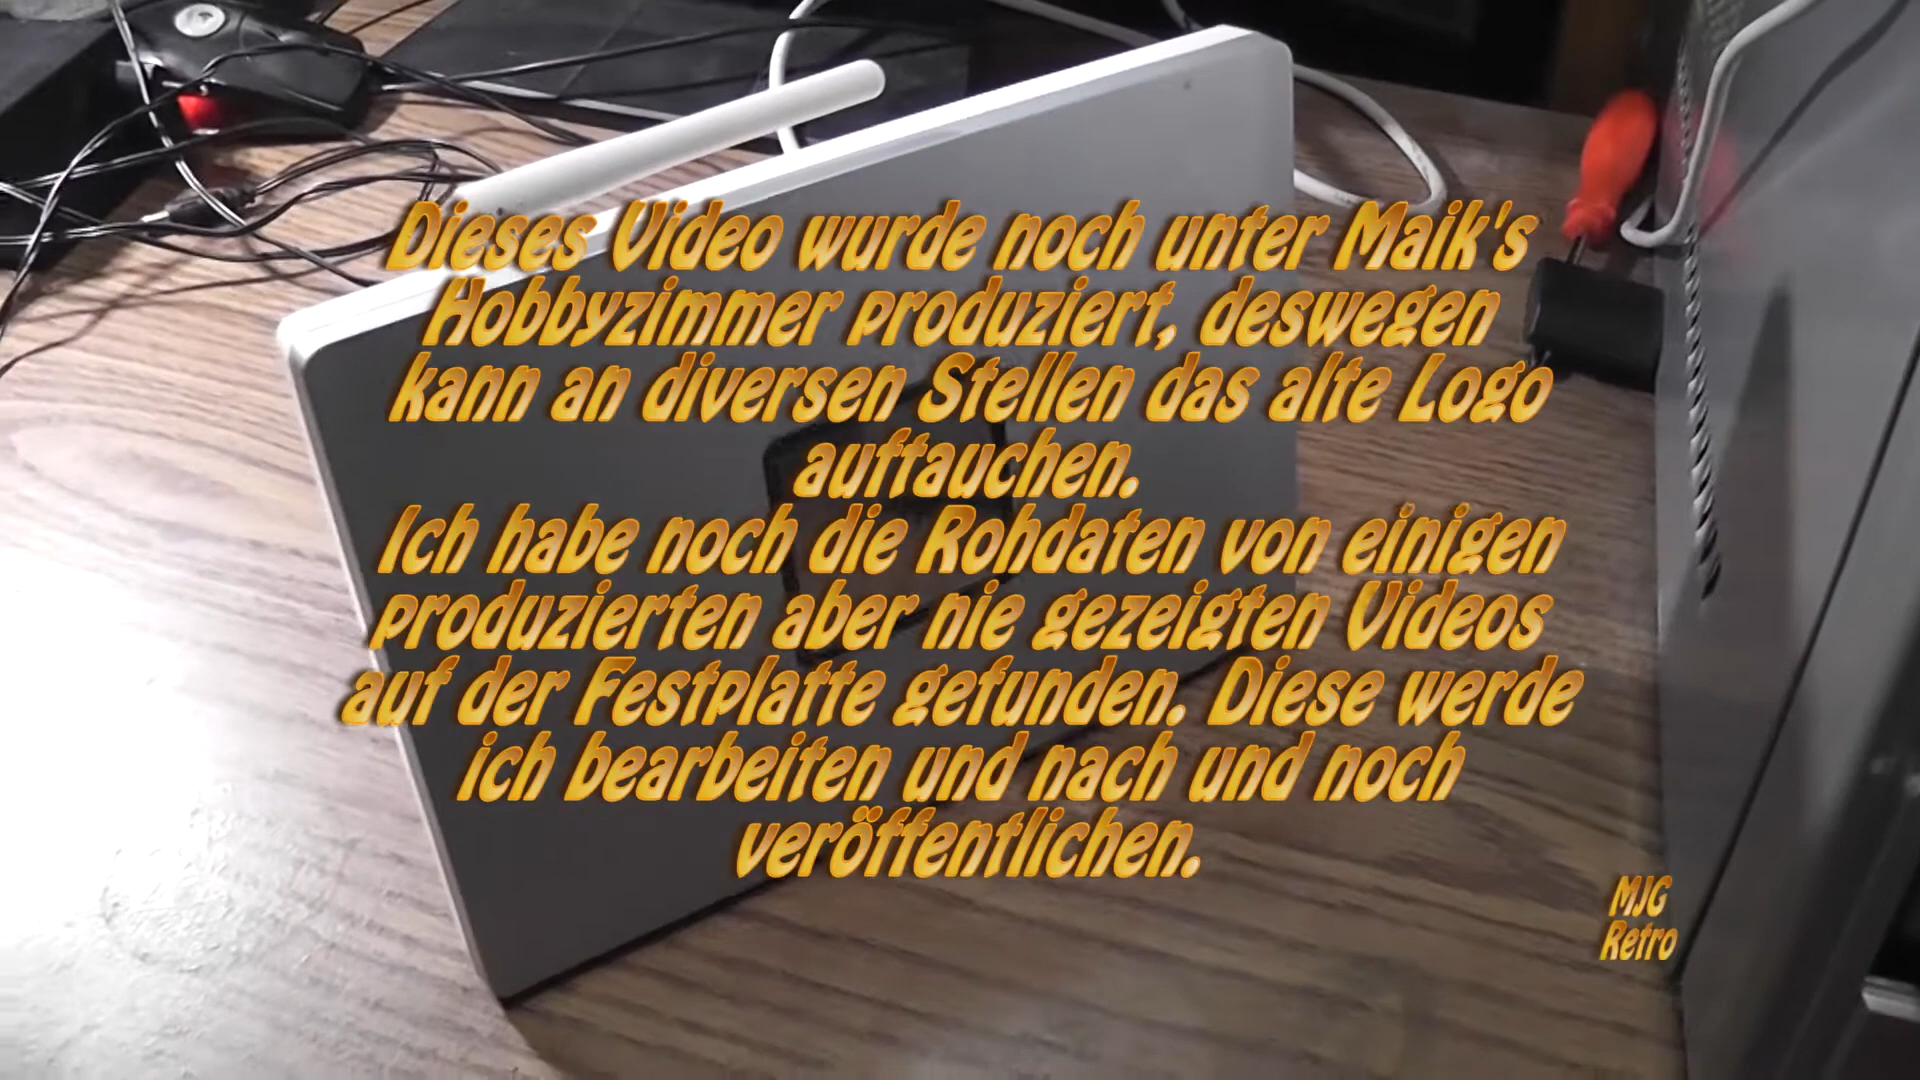 Dieses Video wurde noch unter Maik's
Hobbyzimmer produziert, deswegen
kann an diversen Stellen das alte Logo
auftauchen.
Ich habe noch die Rohdaten von einigen
produzierten aber nie gezeigten Videos
auf der Festplatte gefunden. Diese werde
ich bearbeiten und nach und noch
veröffentlichen.
MJG
Retro